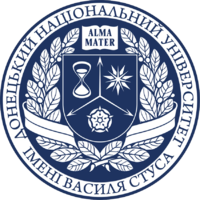 ДОНЕЦЬКИЙ НАЦІОНАЛЬНИЙ УНІВЕРСИТЕТ
ІМЕНІ ВАСИЛЯ СТУСА
ALMA
MATER